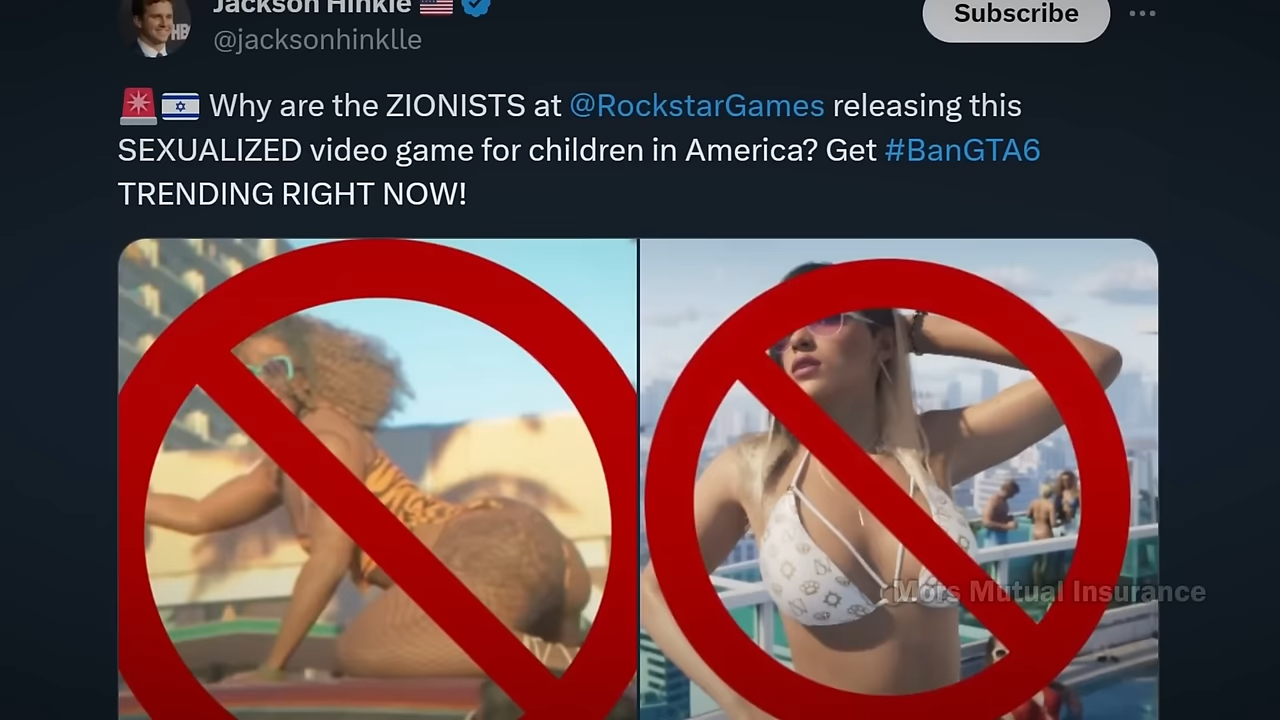 Jackson Hinkle
@jacksonhinklle
Subscribe
Why are the ZIONISTS at @RockstarGames releasing this
SEXUALIZED video game for children in America? Get #BanGTA6
TRENDING RIGHT NOW!
Mors Mutual Insurance